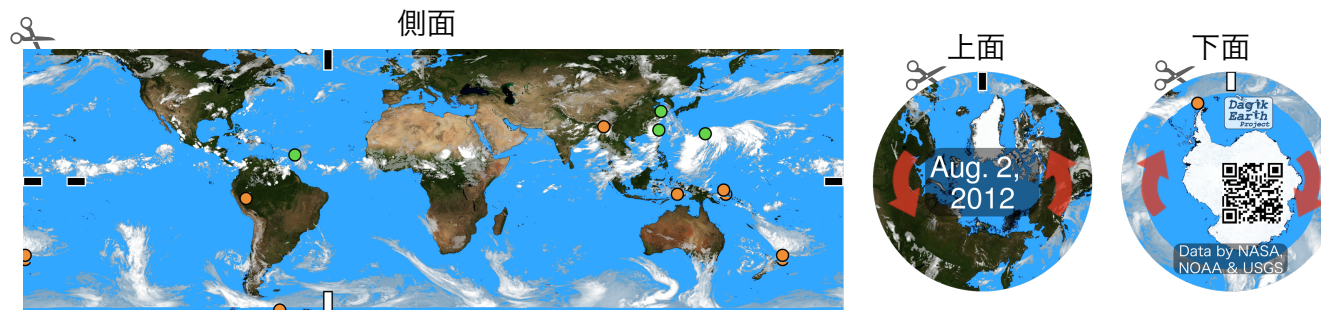 側面
上面
下面
Aug. 2,
2012
Dagik
Earth
Project
Data by NASA,
NOAA & USGS